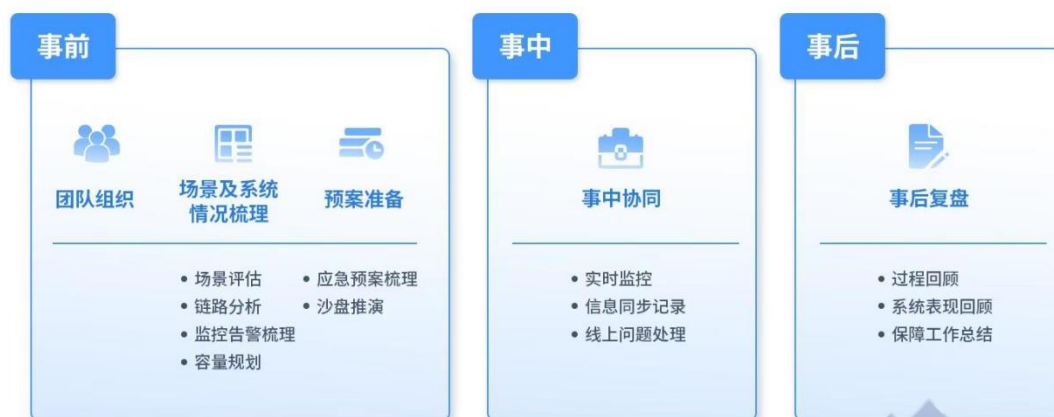 事前
团队组织
场景及系统
情况梳理
预案准备
场景评估
链路分析
监控告警梳理
容量规划
应急预案梳理
沙盘推演
事中
事中协同
实时监控
信息同步记录
线上问题处理
事后
事后复盘
过程回顾
系统表现回顾
保障工作总结